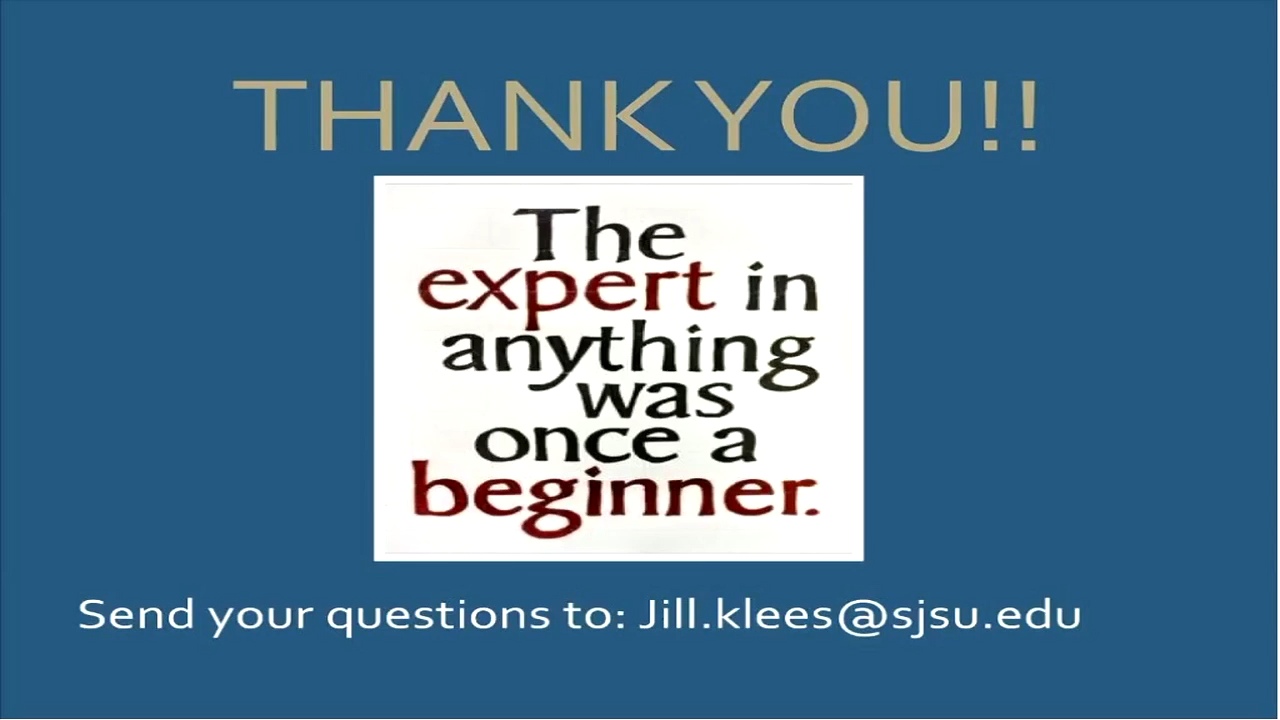 THANK YOU!!
The
expert in
anything
was
once a
beginner.
Send your questions to: Jill.klees@sjsu.edu